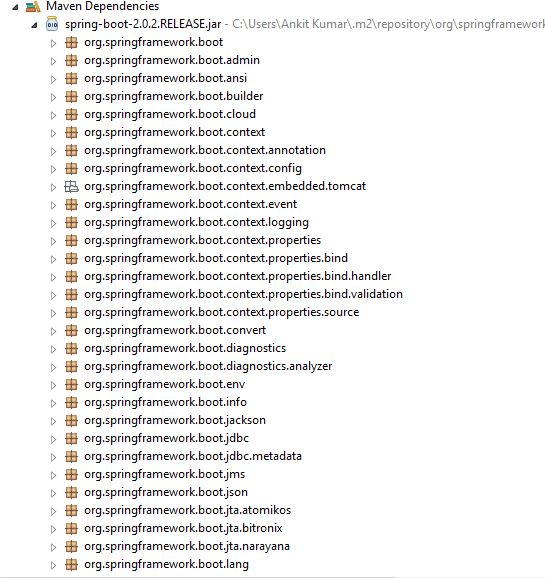 Maven Dependencies
spring-boot-2.0.2.RELEASE.jar - C:\Users\Ankit Kumar\.m2\repository\org\springframework
org.springframework.boot
org.springframework.boot.admin
org.springframework.boot.ansi
org.springframework.boot.builder
org.springframework.boot.cloud
org.springframework.boot.context
org.springframework.boot.context.annotation
org.springframework.boot.context.config
org.springframework.boot.context.embedded.tomcat
org.springframework.boot.context.event
org.springframework.boot.context.logging
org.springframework.boot.context.properties
org.springframework.boot.context.properties.bind
org.springframework.boot.context.properties.bind.handler
org.springframework.boot.context.properties.bind.validation
org.springframework.boot.context.properties.source
org.springframework.boot.convert
org.springframework.boot.diagnostics
org.springframework.boot.diagnostics.analyzer
org.springframework.boot.env
org.springframework.boot.info
org.springframework.boot.jackson
org.springframework.boot.jdbc
org.springframework.boot.jdbc.metadata
org.springframework.boot.jms
org.springframework.boot.json
org.springframework.boot.jta.atomikos
org.springframework.boot.jta.bitronix
org.springframework.boot.jta.narayana
org.springframework.boot.lang